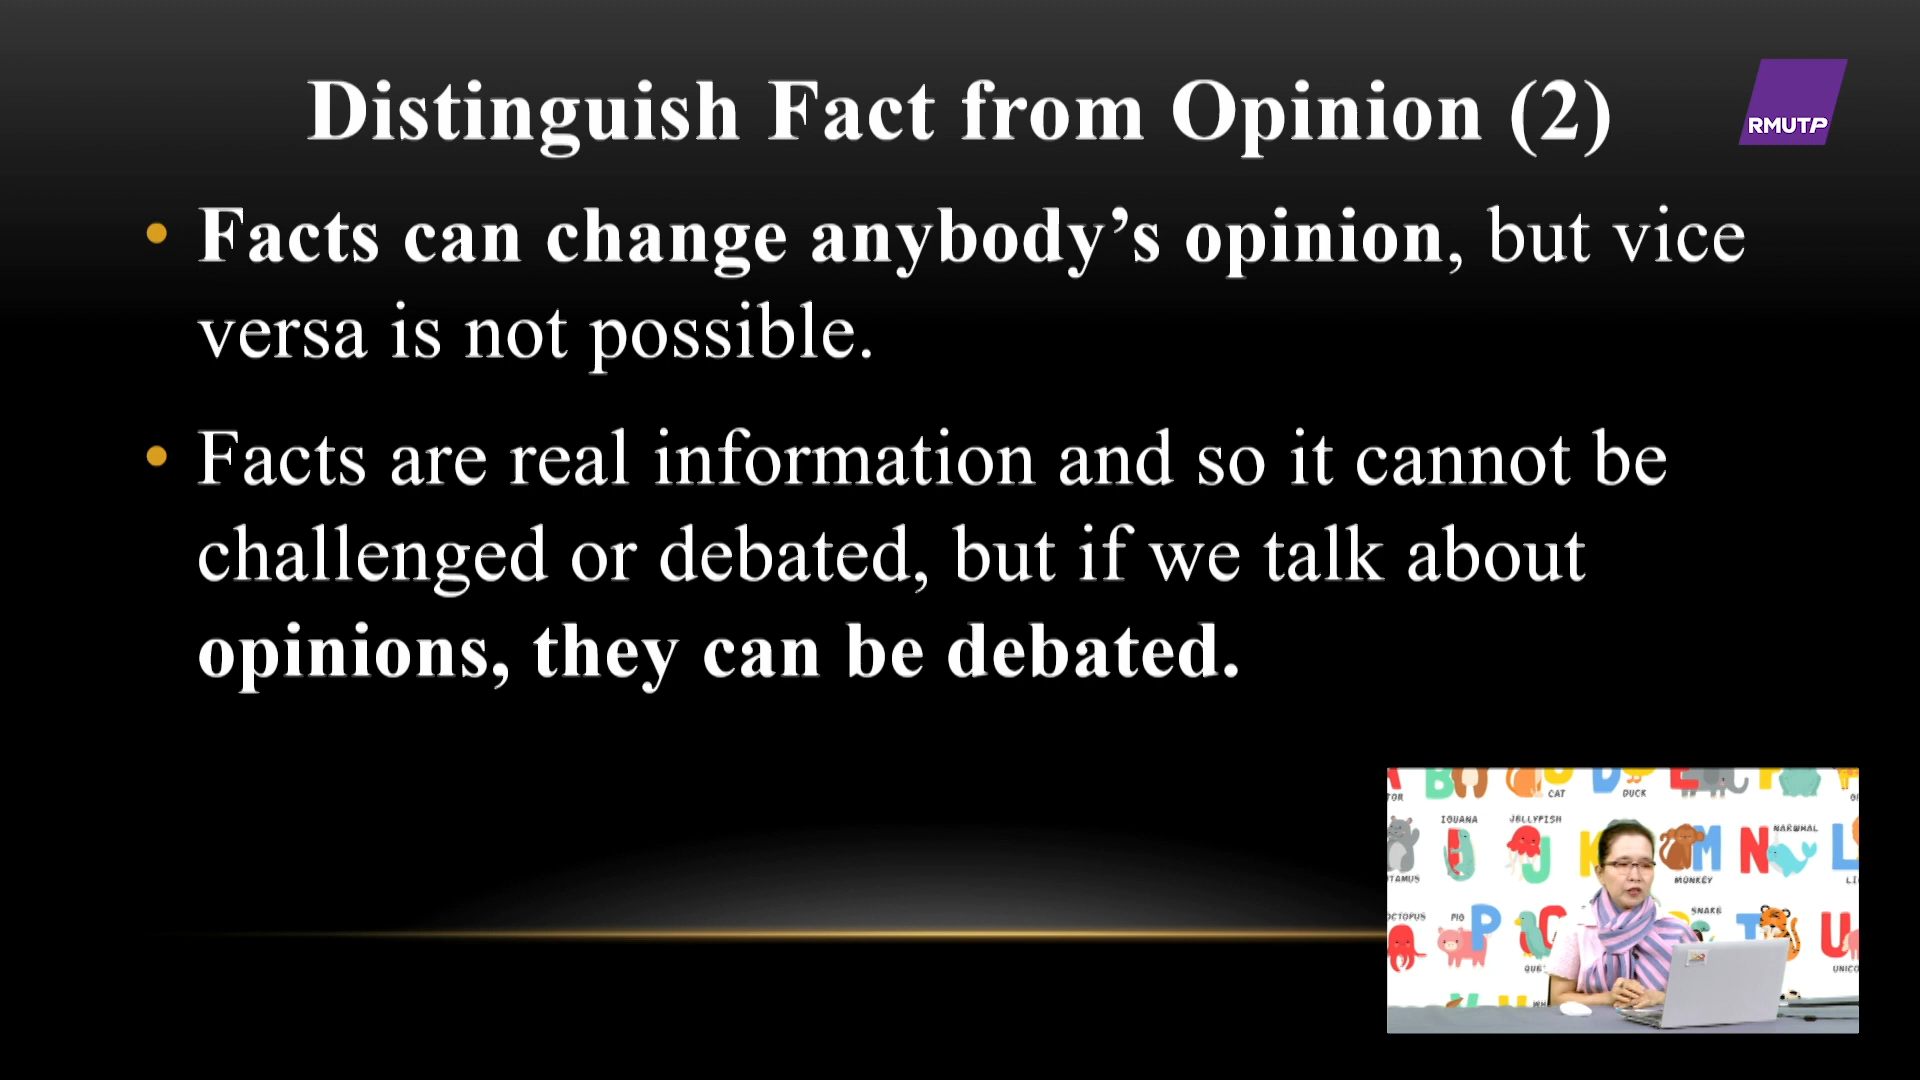 Distinguish Fact from Opinion (2)
RMUTP
• Facts can change anybody’s opinion, but vice
versa is not possible.
• Facts are real information and so it cannot be
challenged or debated, but if we talk about
opinions, they can be debated.
CAT
DUCK
IGUANA
JELLYFISH
NARWHAL
MONKEY
OCTOPUS
PIG
SNAKE